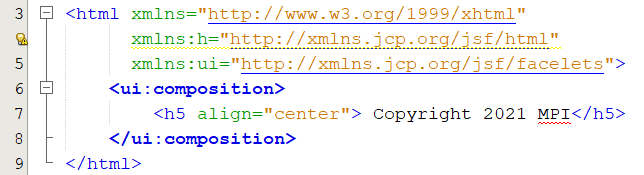 3 <html xmlns="http://www.w3.org/1999/xhtml"
xmlns:h="http://xmlns.jcp.org/jsf/html"
5 xmlns:ui="http://xmlns.jcp.org/jsf/facelets">
6 <ui:composition>
7 <h5 align="center"> Copyright 2021 MPI</h5>
8 </ui:composition>
9 </html>